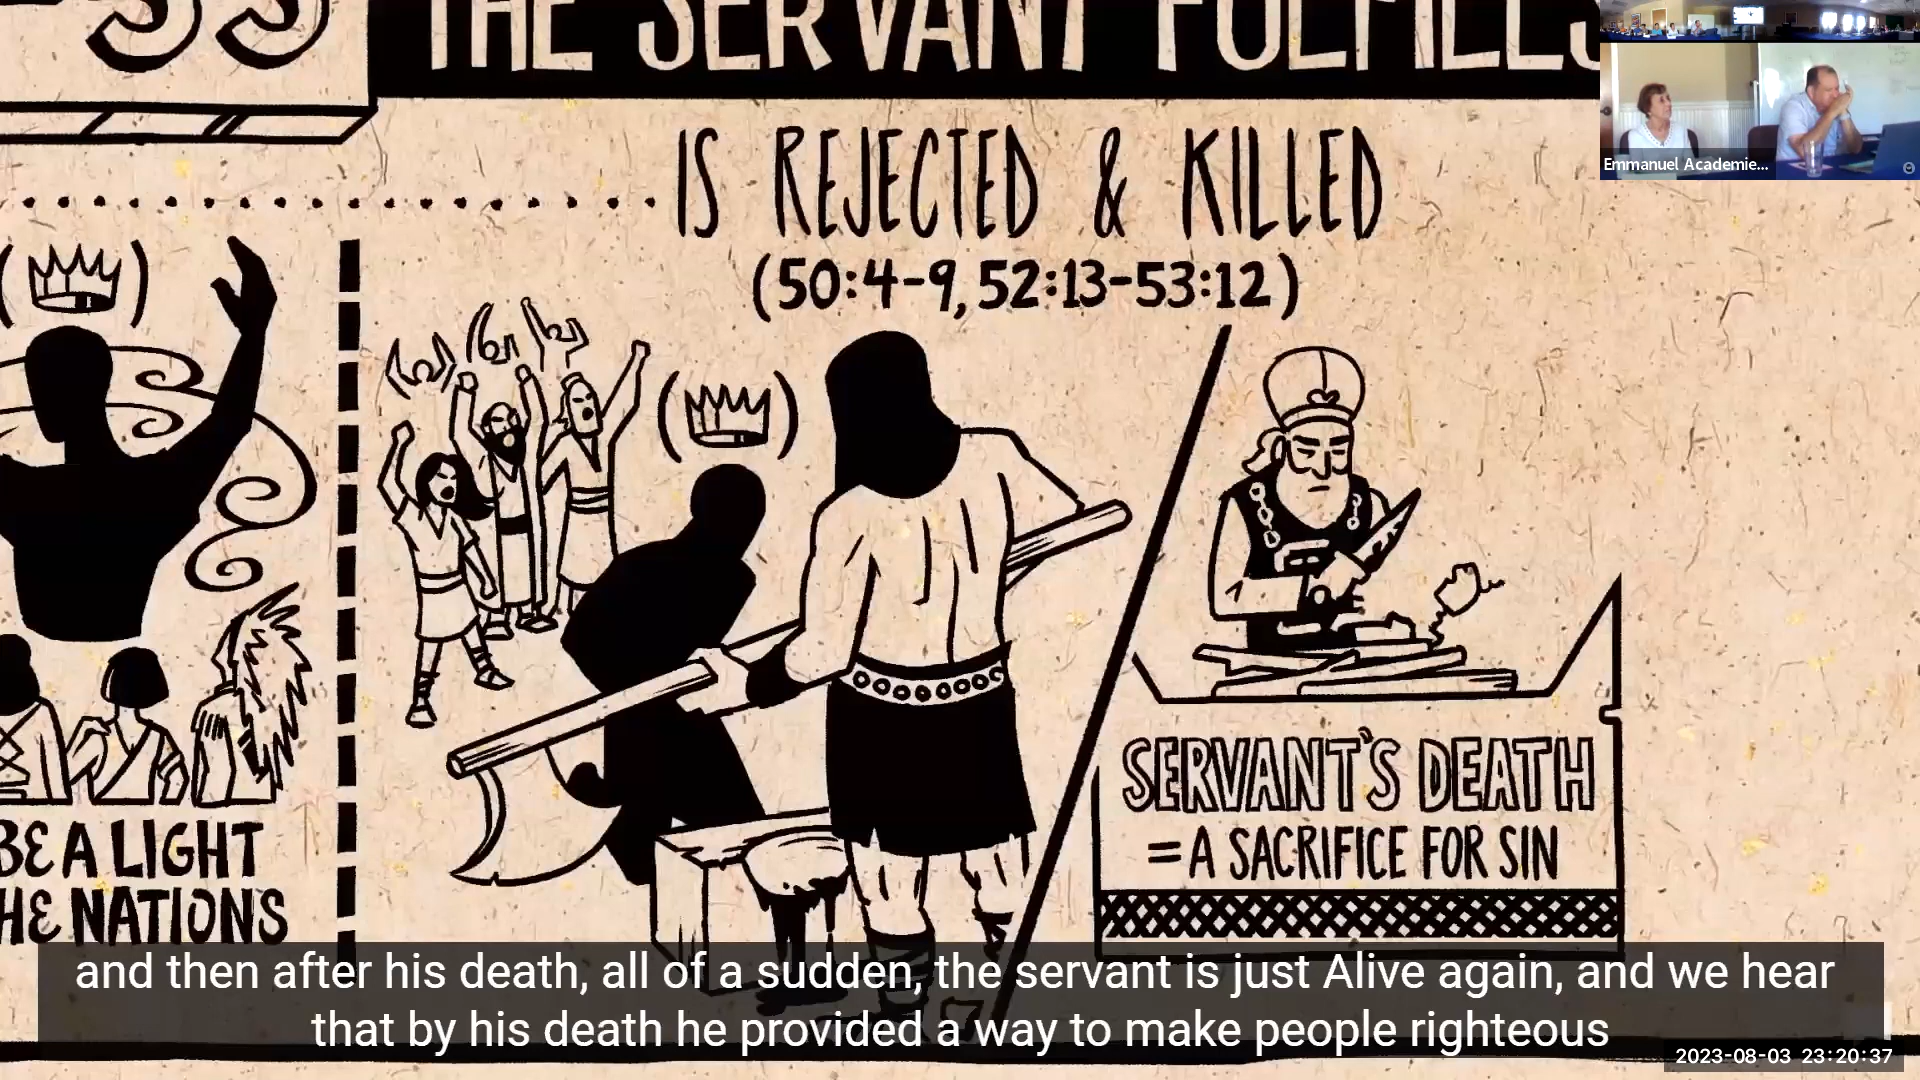 THE SERVANT FULFILLS
IS REJECTED & KILLED
(50:4-9, 52:13-53:12)
Emmanuel Academie...
SERVANT'S DEATH
= A SACRIFICE FOR SIN
BE A LIGHT
HE NATIONS
and then after his death, all of a sudden, the servant is just Alive again, and we hear
that by his death he provided a way to make people righteous
2023-08-03 23:20:37